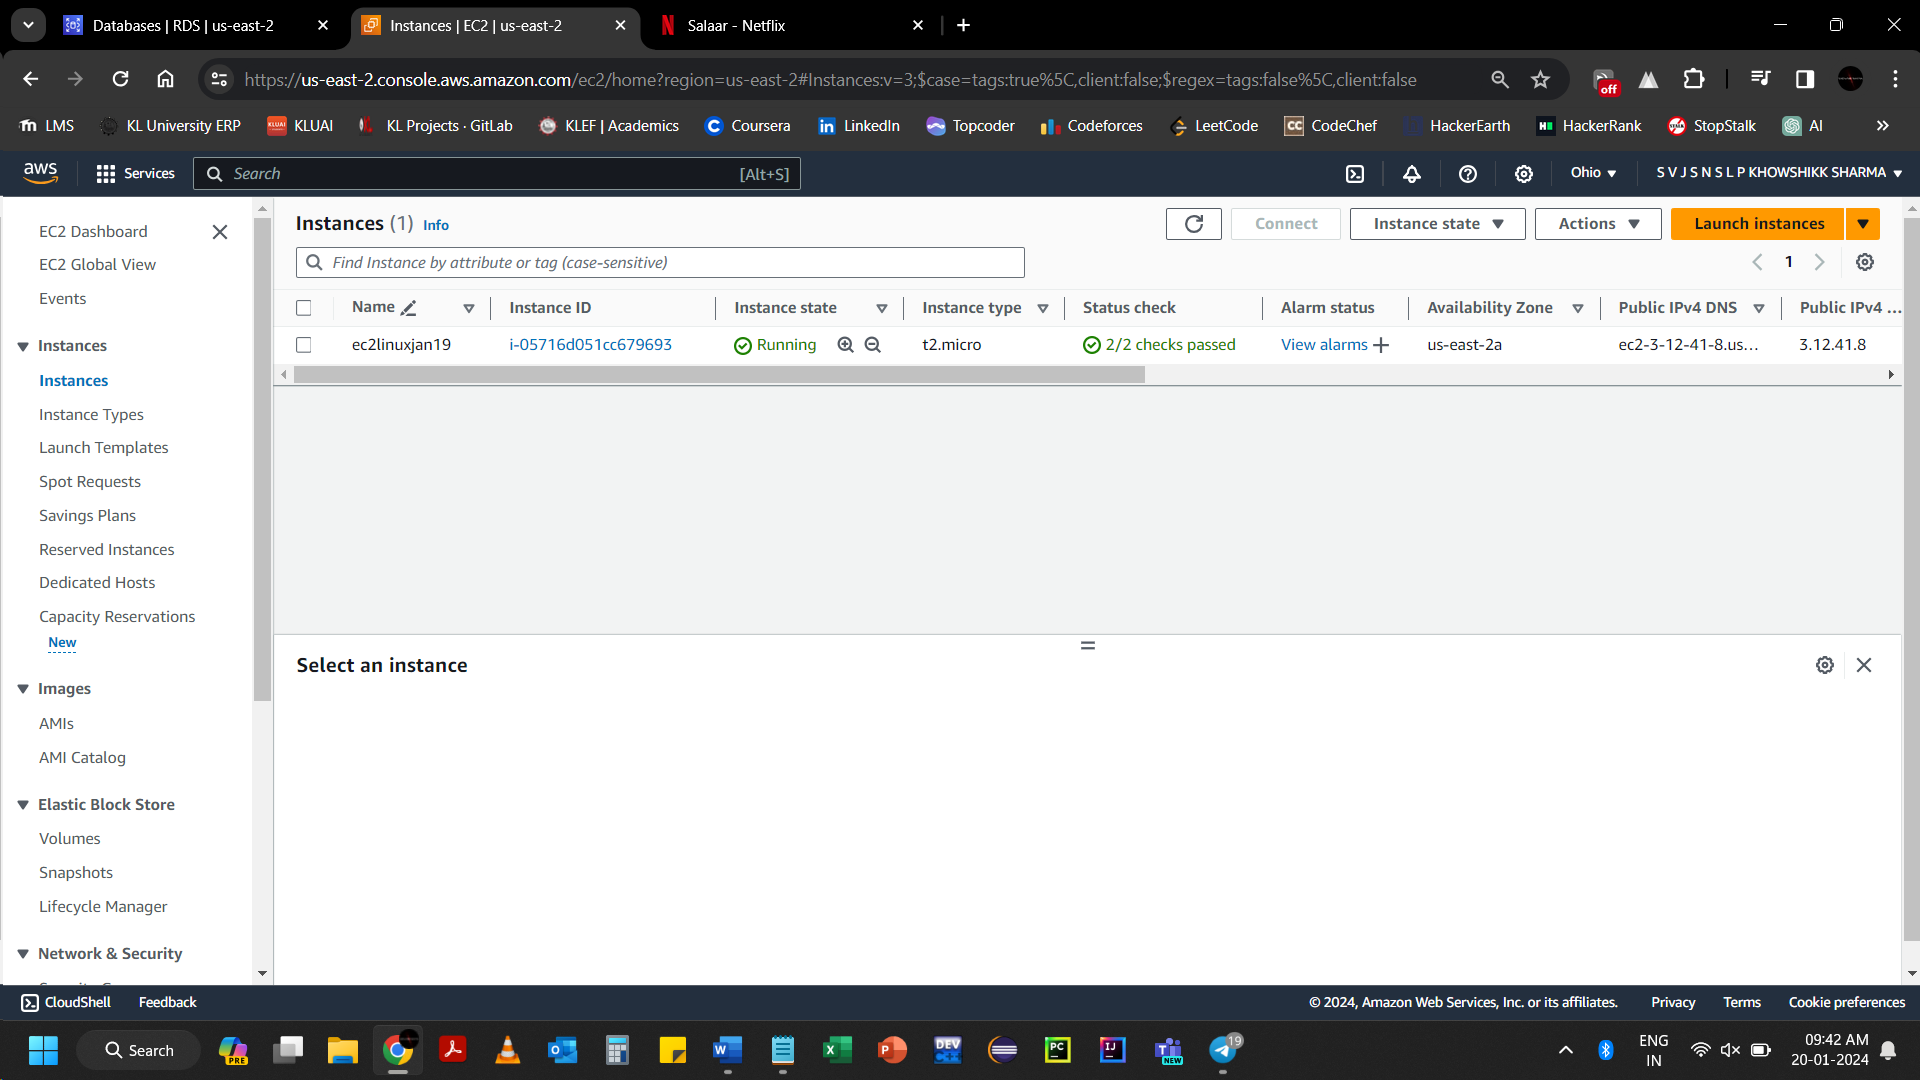 Databases | RDS | us-east-2
Instances | EC2 | us-east-2
Salaar - Netflix
https://us-east-2.console.aws.amazon.com/ec2/home?region=us-east-2#Instances:v=3;$case=tags:true%5C,client:false;$regex=tags:false%5C,client:false
off
LMS
KL University ERP
KLUAI
KL Projects · GitLab
KLEF | Academics
Coursera
LinkedIn
Topcoder
Codeforces
LeetCode
CodeChef
HackerEarth
HackerRank
StopStalk
AI
aws
Services
Search
[Alt+S]
Ohio
S V J S N S L P KHOWSHIKK SHARMA
EC2 Dashboard
EC2 Global View
Events
Instances
Instances
Instance Types
Launch Templates
Spot Requests
Savings Plans
Reserved Instances
Dedicated Hosts
Capacity Reservations
New
Images
AMIs
AMI Catalog
Elastic Block Store
Volumes
Snapshots
Lifecycle Manager
Network & Security
Instances (1) Info
Connect
Instance state
Actions
Launch instances
Find Instance by attribute or tag (case-sensitive)
1
Name Instance ID Instance state Instance type Status check Alarm status Availability Zone Public IPv4 DNS Public IPv4 ...
ec2linuxjan19 i-05716d051cc679693 Running t2.micro 2/2 checks passed View alarms us-east-2a ec2-3-12-41-8.us... 3.12.41.8
Select an instance
CloudShell
Feedback
© 2024, Amazon Web Services, Inc. or its affiliates.
Privacy
Terms
Cookie preferences
Search
PRE
W
X
P
DEV
C++
PC
IJ
NEW
19
ENG
IN
09:42 AM
20-01-2024